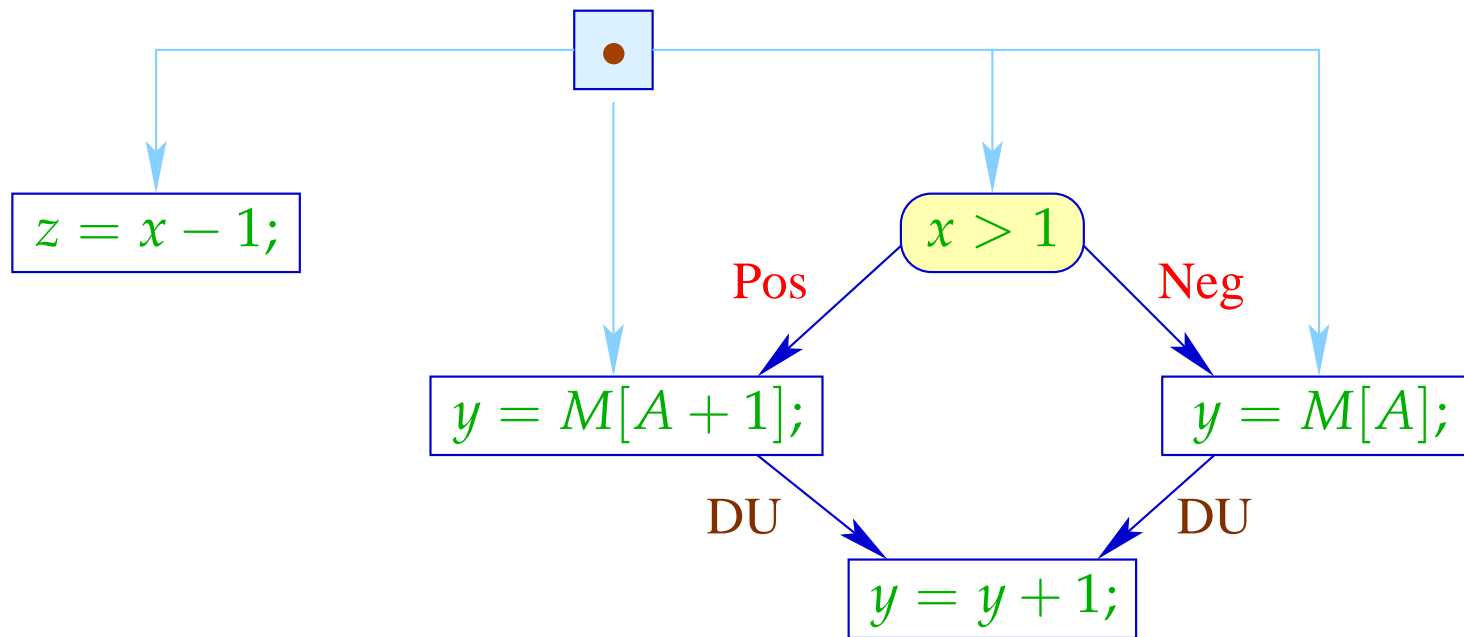 z = x − 1;
x > 1
Pos
Neg
y = M[A + 1];
y = M[A];
DU
DU
y = y + 1;